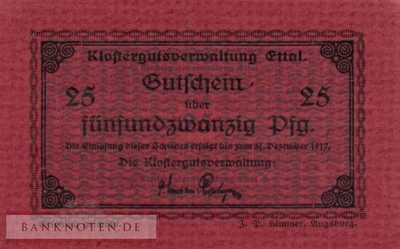 Klostergutsverwaltung Ettal.
Gutschein
25 über 25
fünfundzwanzig Pfg.
Die Einlösung dieser Scheines erfolgt bis zum 31. Dezember 1917.
Die Klostergutsverwaltung:
J. P. Himmer, Augsburg.
BANKNOTEN.DE